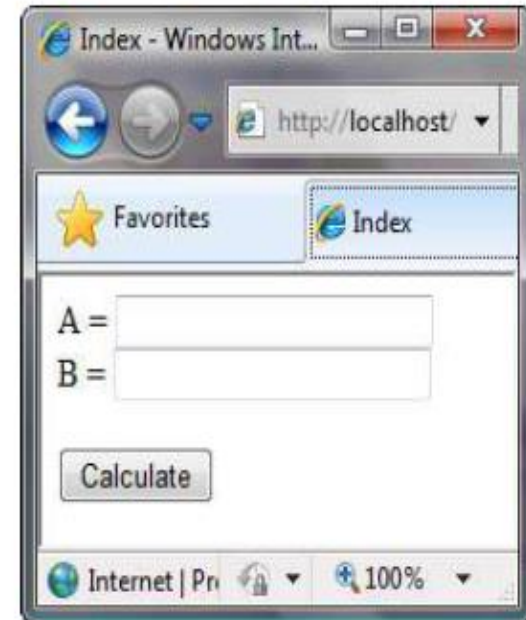 Index - Windows Int...
http://localhost/
Favorites
Index
A =
B =
Calculate
Internet | Pr
100%